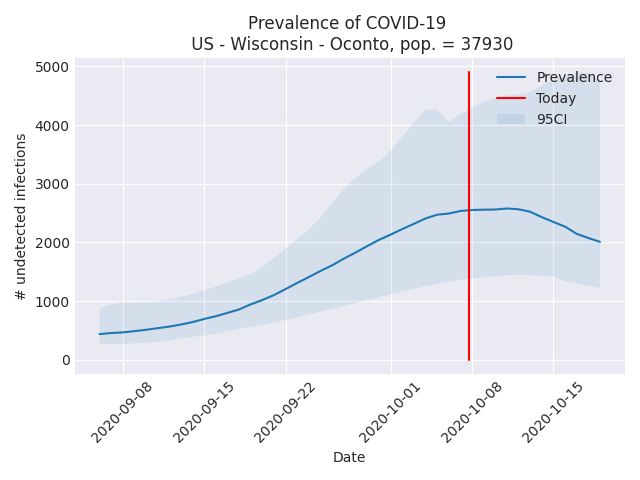 Prevalence of COVID-19
US - Wisconsin - Oconto, pop. = 37930
5000
4000
3000
2000
1000
0
# undetected infections
Prevalence
Today
95CI
2020-09-08
2020-09-15
2020-09-22
2020-10-01
2020-10-08
2020-10-15
Date